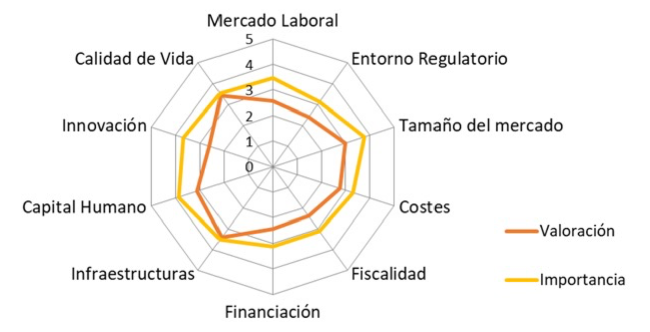 Mercado Laboral
5
Calidad de Vida
Entorno Regulatorio
4
3
Innovación
2
Tamaño del mercado
1
0
Capital Humano
Costes
Valoración
Infraestructuras
Fiscalidad
Importancia
Financiación